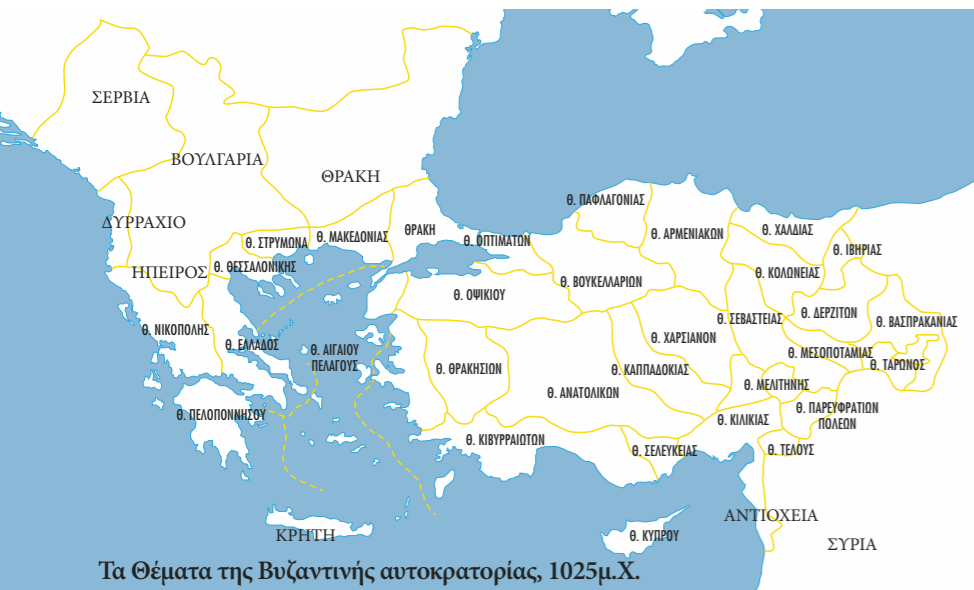 ΣΕΡΒΙΑ
ΒΟΥΛΓΑΡΙΑ
ΘΡΑΚΗ
ΔΥΡΡΑΧΙΟ
ΗΠΕΙΡΟΣ
Θ. ΣΤΡΥΜΩΝΑ
Θ. ΜΑΚΕΔΟΝΙΑΣ
ΘΡΑΚΗ
Θ. ΘΕΣΣΑΛΟΝΙΚΗΣ
Θ. ΟΠΤΙΜΑΤΩΝ
Θ. ΠΑΦΛΑΓΟΝΙΑΣ
Θ. ΑΡΜΕΝΙΑΚΩΝ
Θ. ΧΑΛΔΙΑΣ
Θ. ΙΒΗΡΙΑΣ
Θ. ΚΟΛΩΝΕΙΑΣ
Θ. ΒΟΥΚΕΛΛΑΡΙΩΝ
Θ. ΟΨΙΚΙΟΥ
Θ. ΣΕΒΑΣΤΕΙΑΣ
Θ. ΔΕΡΖΙΤΩΝ
Θ. ΒΑΣΠΡΑΚΑΝΙΑΣ
Θ. ΝΙΚΟΠΟΛΗΣ
Θ. ΕΛΛΑΔΟΣ
Θ. ΑΙΓΑΙΟΥ
ΠΕΛΑΓΟΥΣ
Θ. ΧΑΡΣΙΑΝΟΝ
Θ. ΜΕΣΟΠΟΤΑΜΙΑΣ
Θ. ΤΑΡΩΝΟΣ
Θ. ΘΡΑΚΗΣΙΩΝ
Θ. ΚΑΠΠΑΔΟΚΙΑΣ
Θ. ΑΝΑΤΟΛΙΚΩΝ
Θ. ΜΕΛΙΤΗΝΗΣ
Θ. ΠΕΛΟΠΟΝΝΗΣΟΥ
Θ. ΚΙΛΙΚΙΑΣ
Θ. ΠΑΡΕΥΦΡΑΤΙΩΝ
ΠΟΛΕΩΝ
Θ. ΚΙΒΥΡΡΑΙΩΤΩΝ
Θ. ΣΕΛΕΥΚΕΙΑΣ
Θ. ΤΕΛΟΥΣ
ΑΝΤΙΟΧΕΙΑ
ΚΡΗΤΗ
Θ. ΚΥΠΡΟΥ
ΣΥΡΙΑ
Τα Θέματα της Βυζαντινής αυτοκρατορίας, 1025μ.Χ.